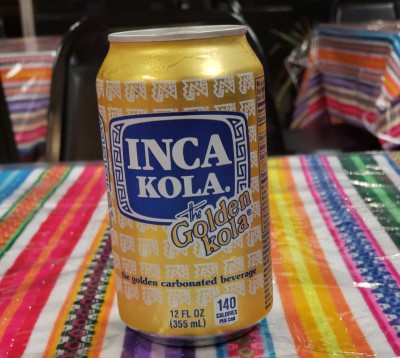 INCA
KOLA®
the
Golden
kola®
the golden carbonated beverage
12 FL OZ
(355 mL)
140
CALORIES
PER CAN